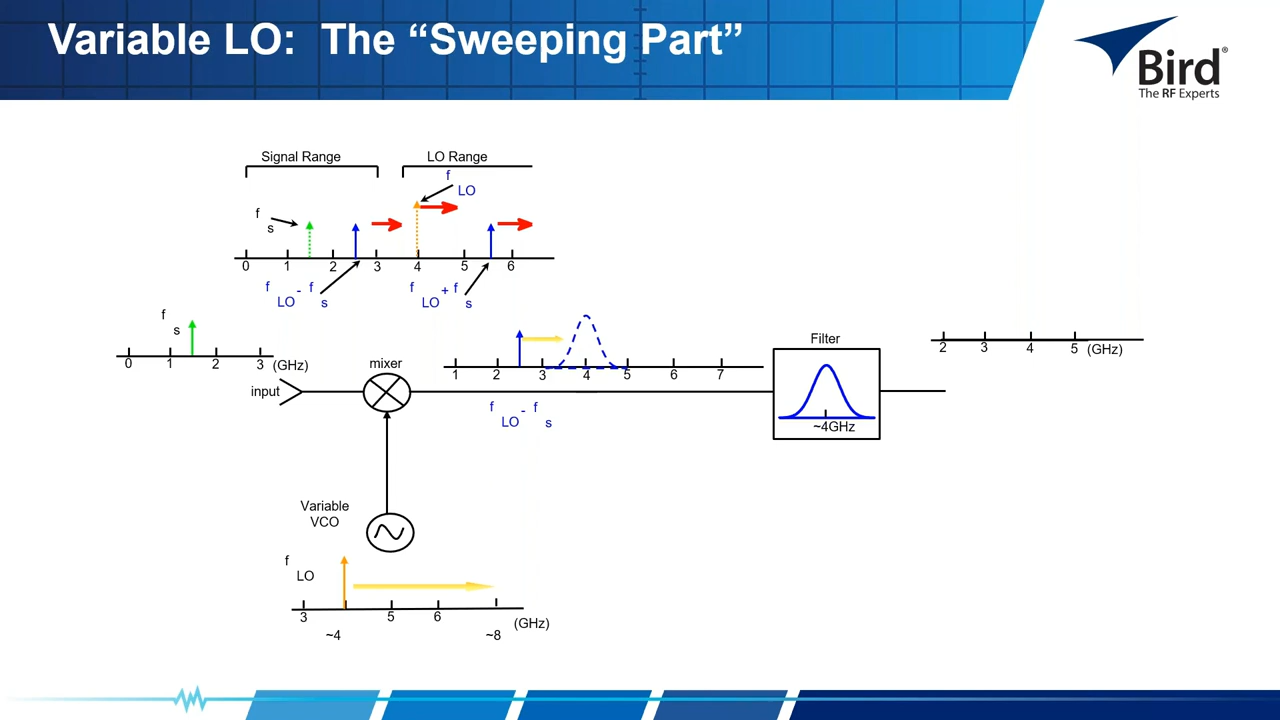 Variable LO:  The “Sweeping Part”
Bird®
The RF Experts
Signal Range
LO Range
f LO
f s
0 1 2 3 4 5 6
f LO - f s
f LO + f s
f s
0 1 2 3 (GHz)
input
mixer
1 2 3 4 5 6 7
f LO - f s
Filter
~4GHz
2 3 4 5 (GHz)
Variable
VCO
f LO
3 5 6
~4 ~8
(GHz)